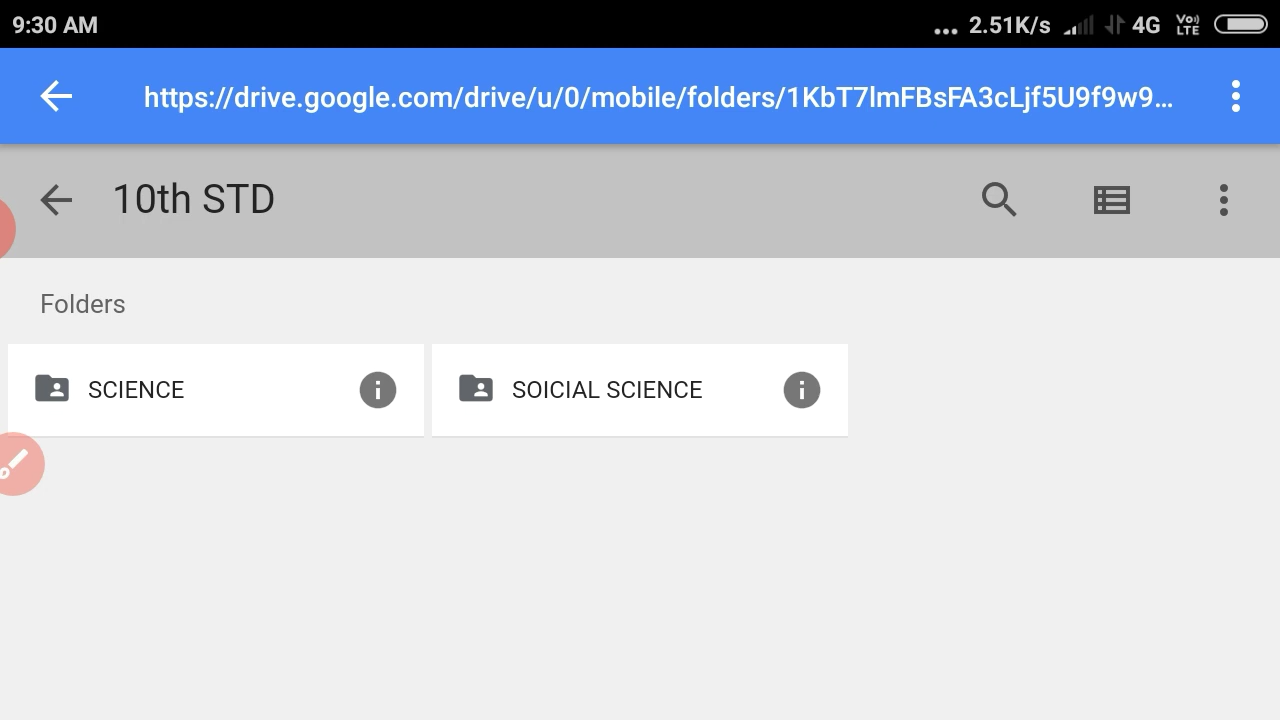 9:30 AM
... 2.51K/s 4G Vo) LTE
https://drive.google.com/drive/u/0/mobile/folders/1KbT7lmFBsFA3cLjf5U9f9w9...
10th STD
Folders
SCIENCE
SOICIAL SCIENCE